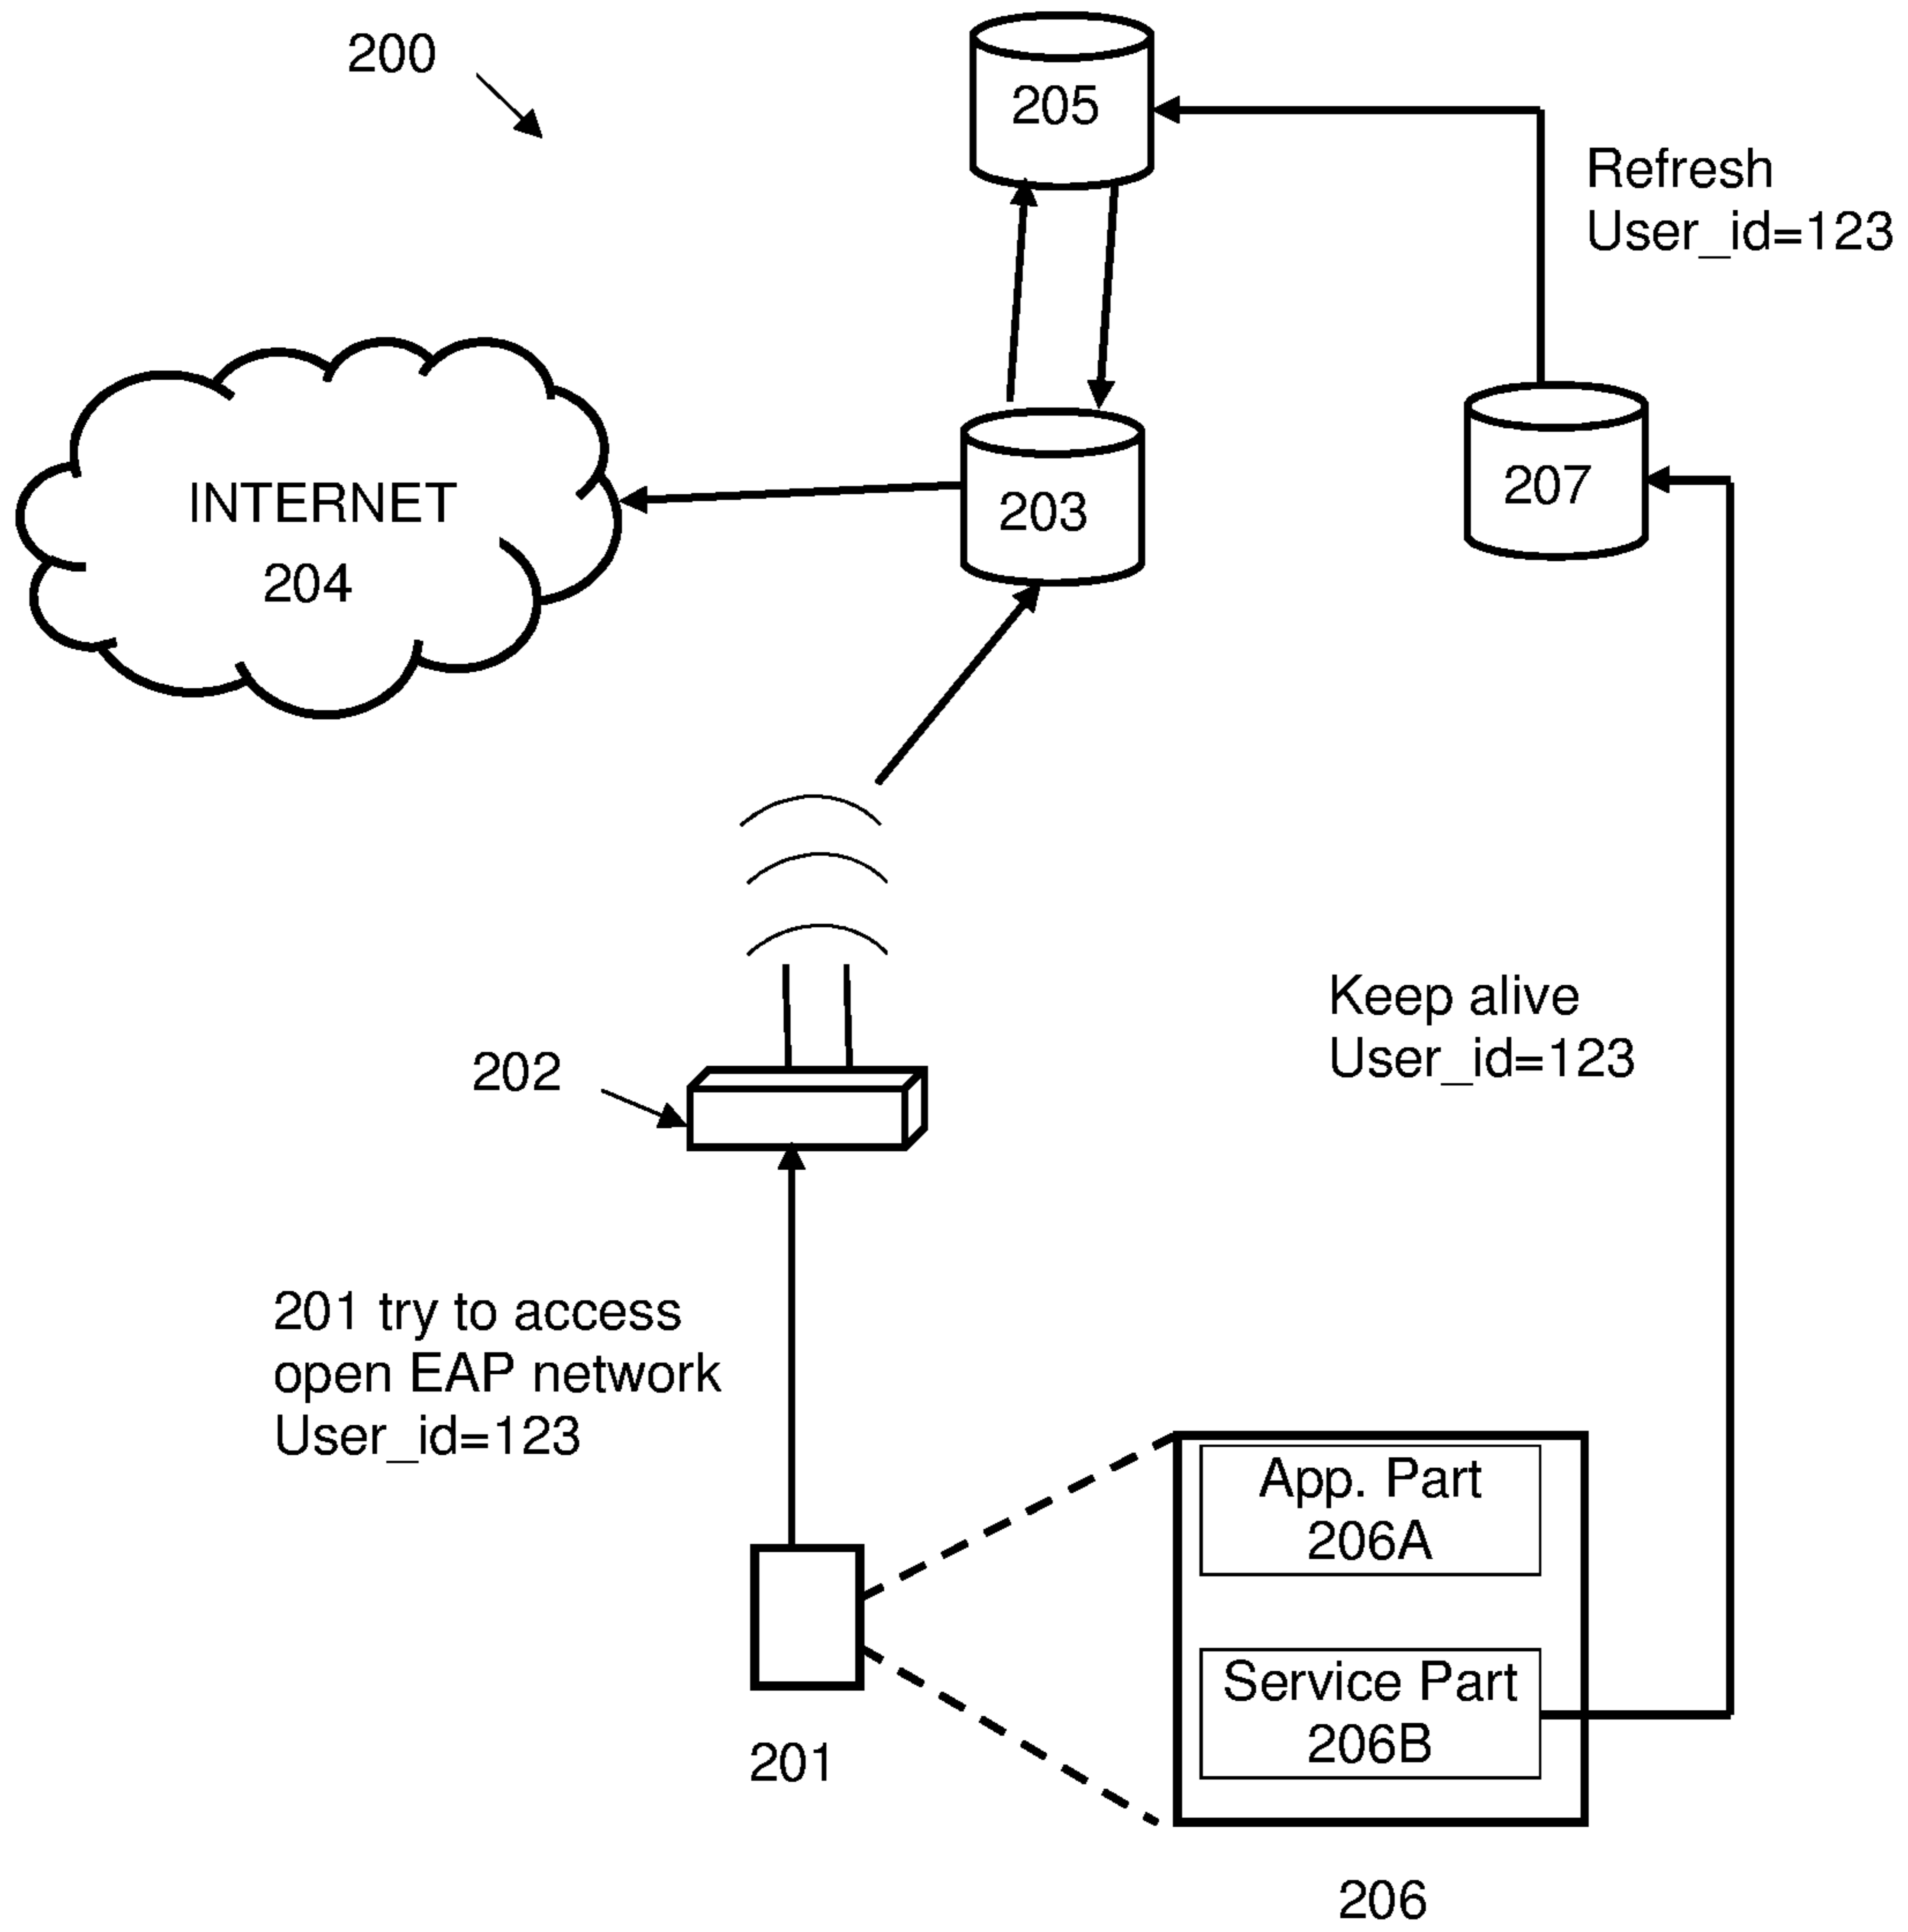 200
205
Refresh
User_id=123
INTERNET
204
203
207
202
Keep alive
User_id=123
201 try to access
open EAP network
User_id=123
App. Part
206A
Service Part
206B
201
206